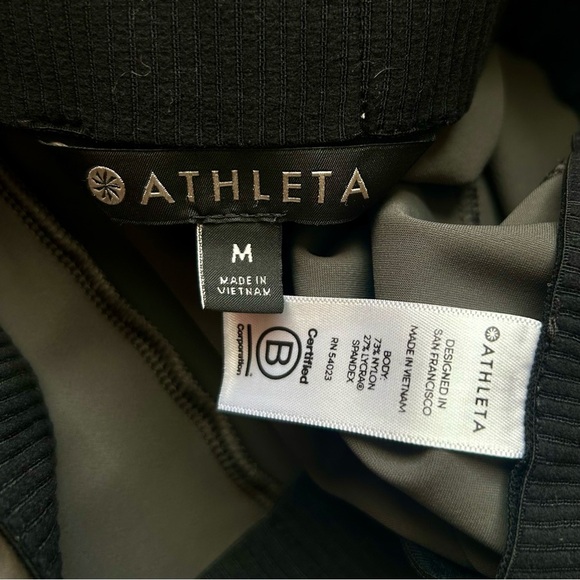 ATHLETA
M
MADE IN
VIETNAM
ATHLETA
DESIGNED IN
SAN FRANCISCO
MADE IN VIETNAM
BODY:
73% NYLON
27% LYCRA®
SPANDEX
RN 54023
Certified
B
Corporation